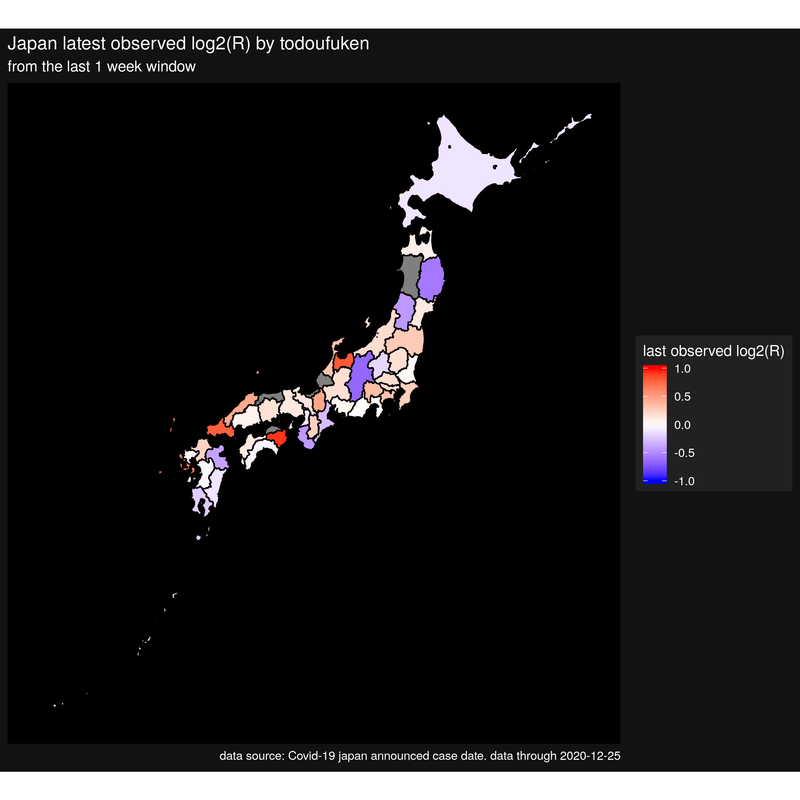 Japan latest observed log2(R) by todoufuken
from the last 1 week window
last observed log2(R)
1.0
0.5
0.0
-0.5
-1.0
data source: Covid-19 japan announced case date. data through 2020-12-25